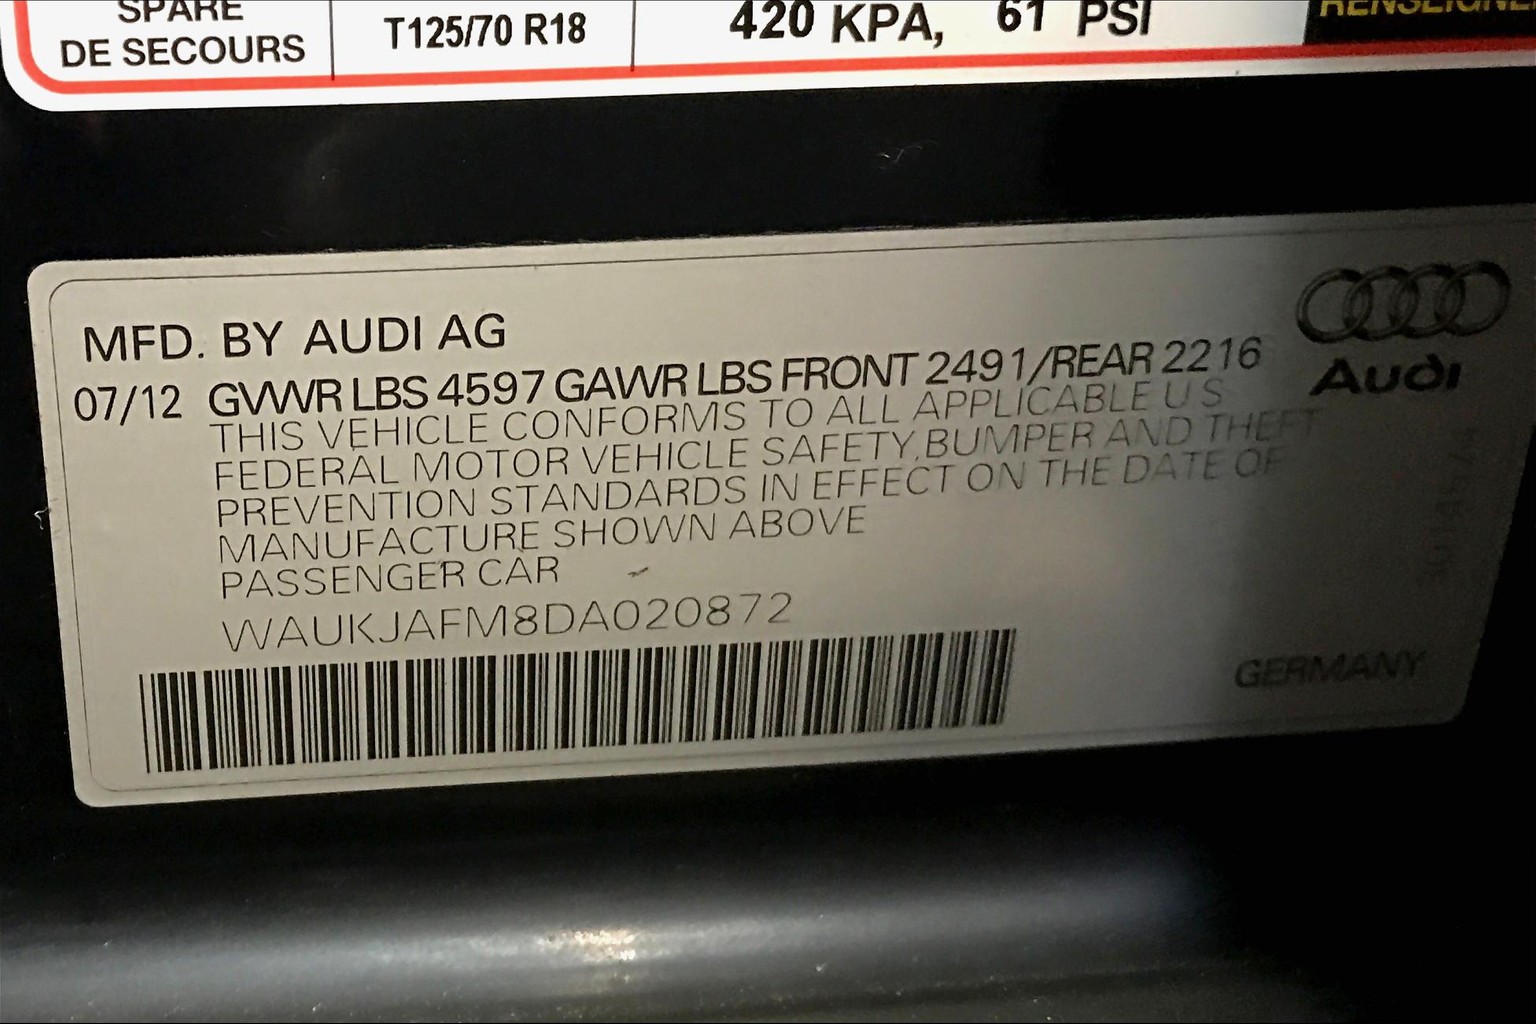 SPARE
DE SECOURS
T125/70 R18
420 KPA, 61 PSI
MFD. BY AUDI AG
07/12 GVWR LBS 4597 GAWR LBS FRONT 2491/REAR 2216
THIS VEHICLE CONFORMS TO ALL APPLICABLE U S
FEDERAL MOTOR VEHICLE SAFETY,BUMPER AND THEFT
PREVENTION STANDARDS IN EFFECT ON THE DATE OF
MANUFACTURE SHOWN ABOVE
PASSENGER CAR
WAUKJAFM8DA020872
Audi
GERMANY